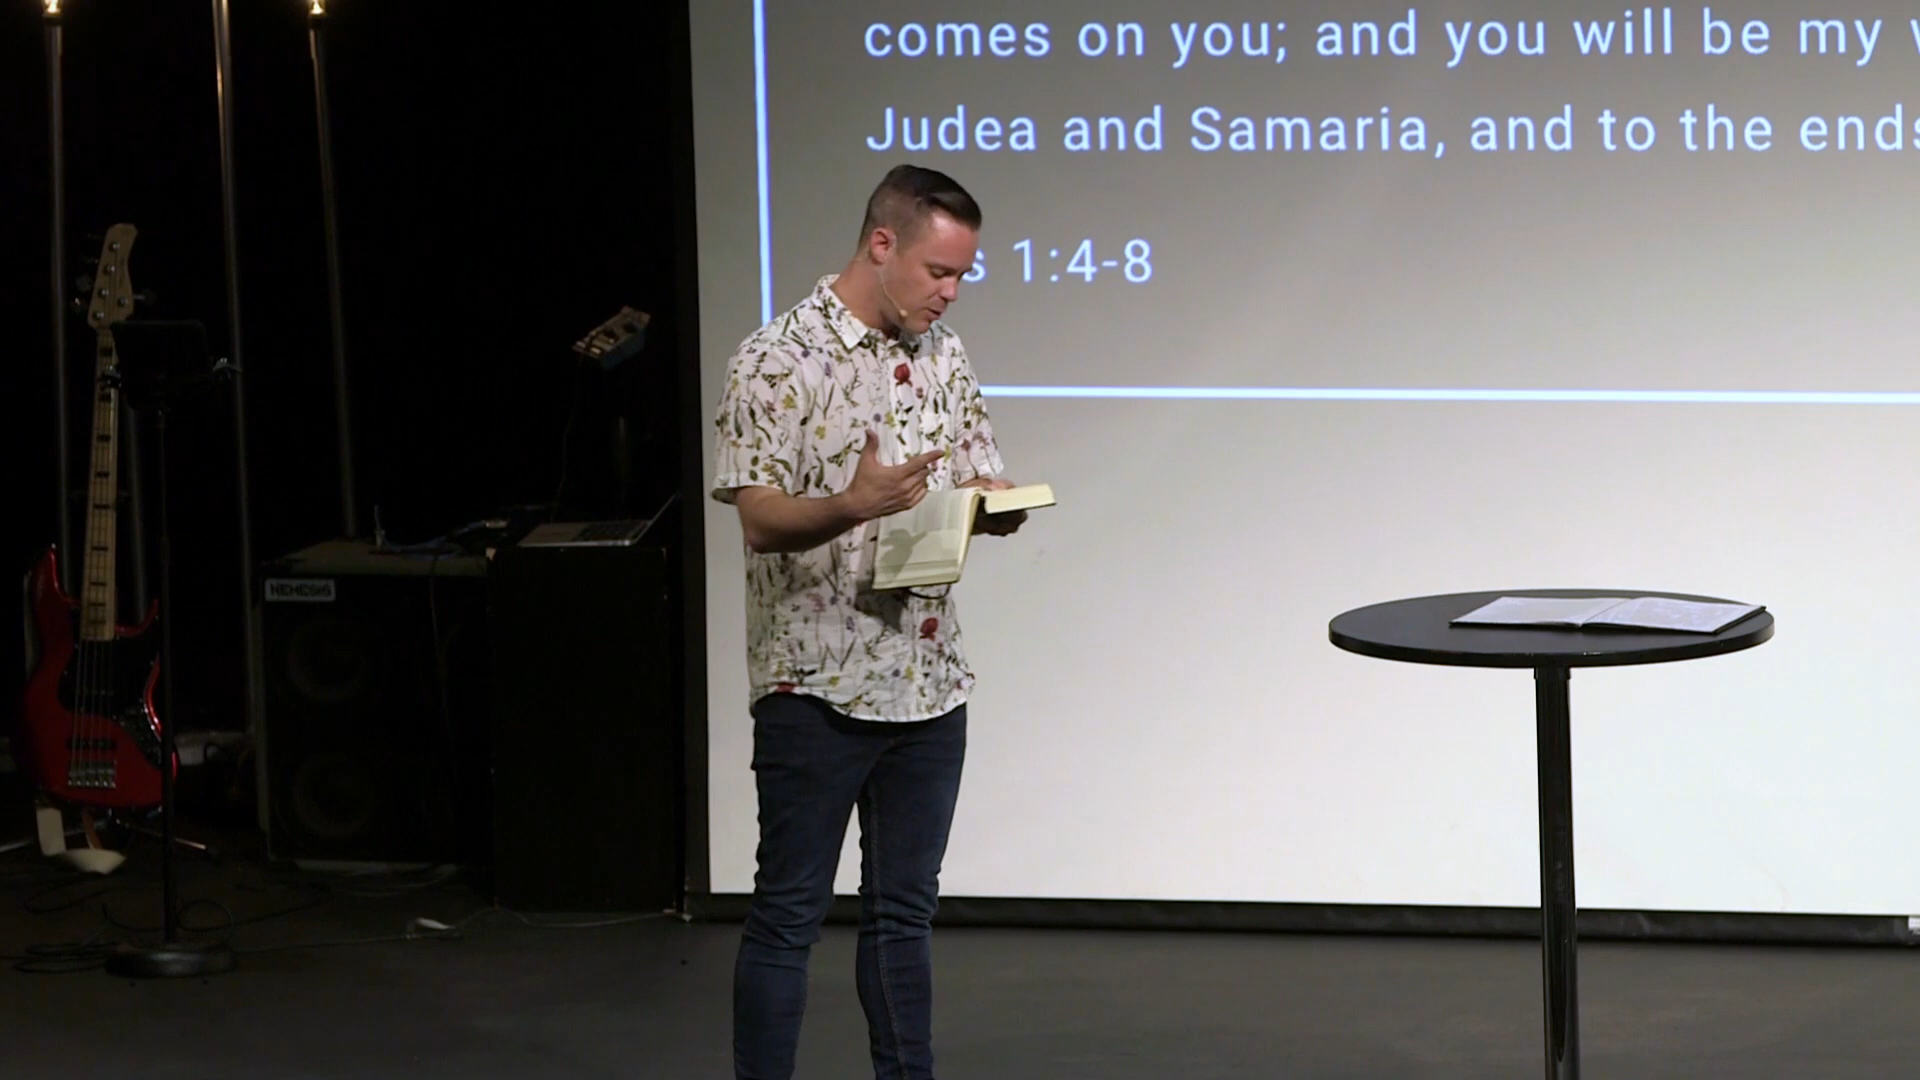 comes on you; and you will be my
Judea and Samaria, and to the ends
s 1:4-8
NEMESIS